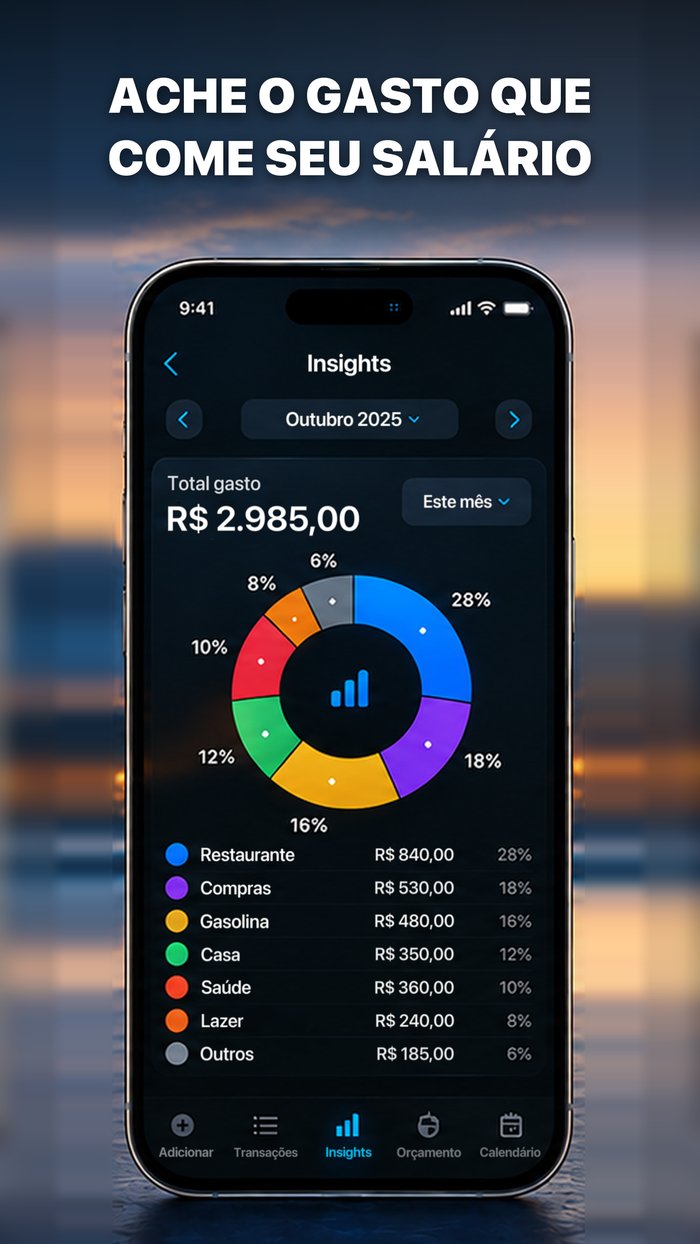 ACHE O GASTO QUE
COME SEU SALÁRIO
9:41
Insights
Outubro 2025
Total gasto
R$ 2.985,00
Este mês
6%
8%
28%
10%
12%
18%
16%
Restaurante R$ 840,00 28%
Compras R$ 530,00 18%
Gasolina R$ 480,00 16%
Casa R$ 350,00 12%
Saúde R$ 360,00 10%
Lazer R$ 240,00 8%
Outros R$ 185,00 6%
Adicionar Transações Insights Orçamento Calendário